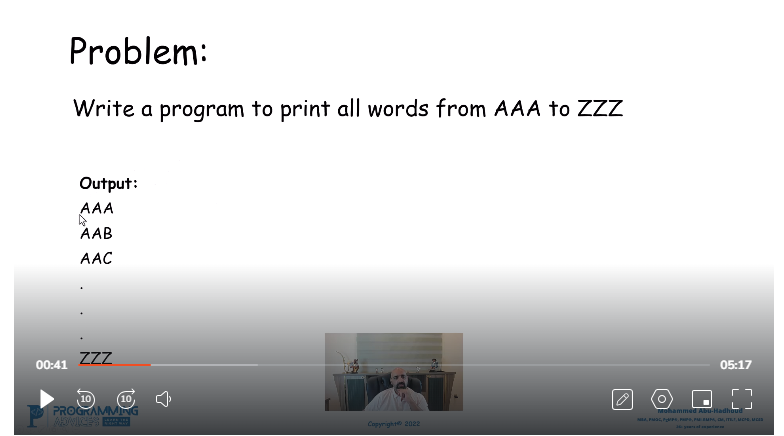 Problem:
Write a program to print all words from AAA to ZZZ
Output:
AAA
AAB
AAC
.
.
.
ZZZ
00:41
05:17
10
10
PROGRAMMING
ADVICES
Mohammed Abu-Hadhoud
Copyright© 2022